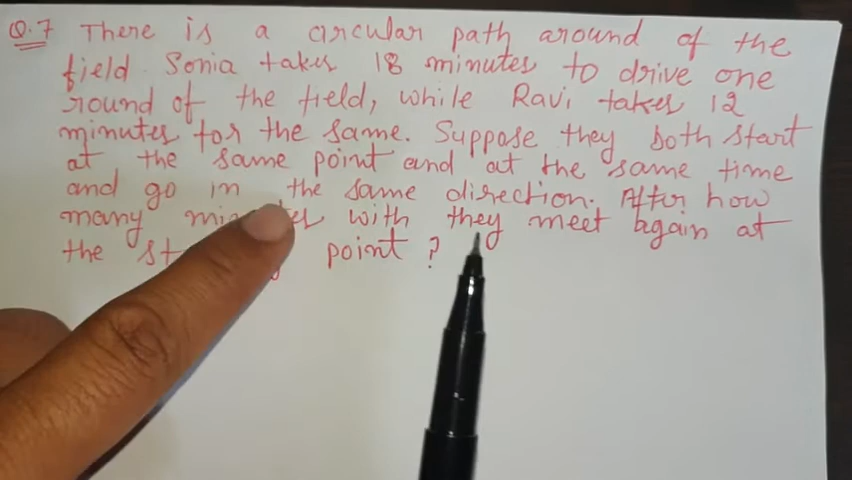 Q.7 There is a circular path around of the
field. Sonia takes 18 minutes to drive one
round of the field, while Ravi takes 12
minutes for the same. Suppose they both start
at the same point and at the same time
and go in the same direction. After how
many with they meet again at
the point ?